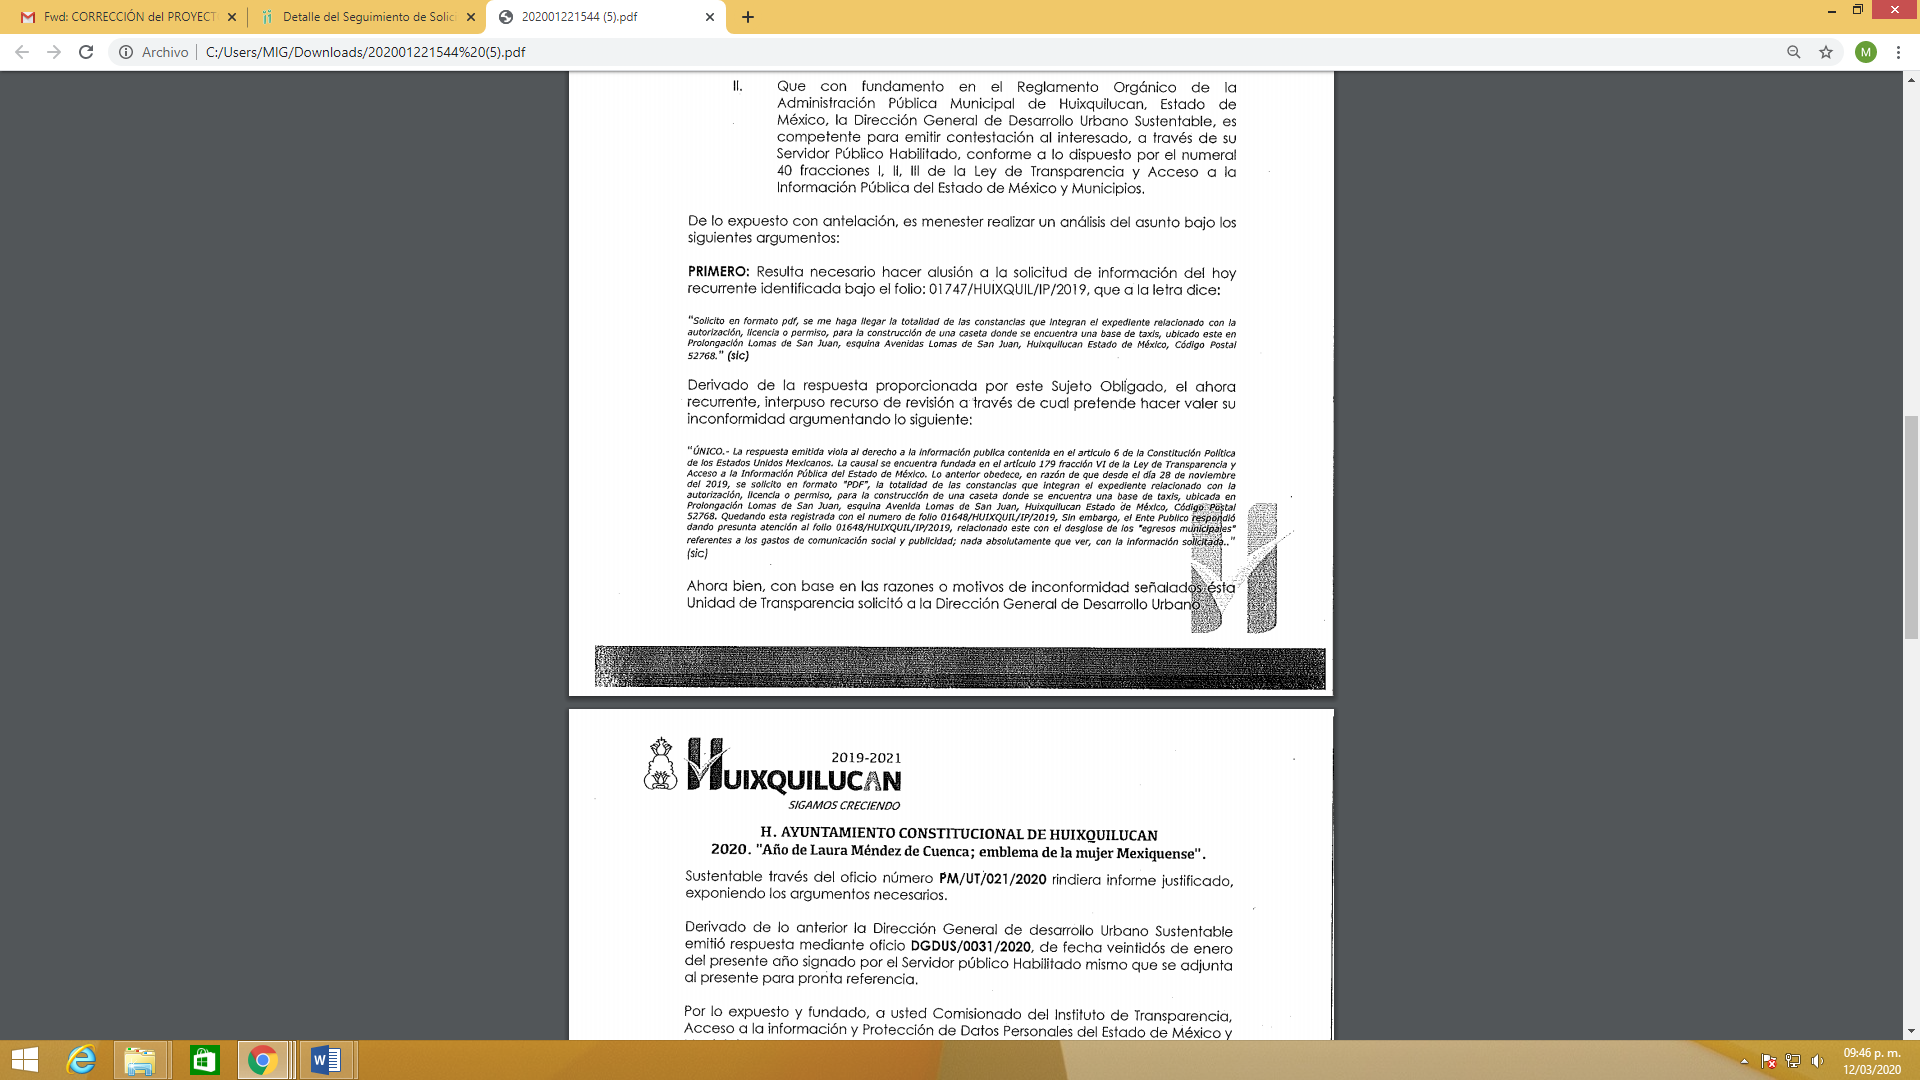 Fwd: CORRECCIÓN del PROYECT
Detalle del Seguimiento de Solic
202001221544 (5).pdf
Archivo
C:/Users/MIG/Downloads/202001221544%20(5).pdf
M
II. Que con fundamento en el Reglamento Orgánico de la
Administración Pública Municipal de Huixquilucan, Estado de
México, la Dirección General de Desarrollo Urbano Sustentable, es
competente para emitir contestación al interesado, a través de su
Servidor Público Habilitado, conforme a lo dispuesto por el numeral
40 fracciones I, II, III de la Ley de Transparencia y Acceso a la
Información Pública del Estado de México y Municipios.
De lo expuesto con antelación, es menester realizar un análisis del asunto bajo los
siguientes argumentos:
PRIMERO: Resulta necesario hacer alusión a la solicitud de información del hoy
recurrente identificada bajo el folio: 01747/HUIXQUIL/IP/2019, que a la letra dice:
"Solicito en formato pdf, se me haga llegar la totalidad de las constancias que integran el expediente relacionado con la
autorización, licencia o permiso, para la construcción de una caseta donde se encuentra una base de taxis, ubicado este en
Prolongación Lomas de San Juan, esquina Avenidas Lomas de San Juan, Huixquilucan Estado de México, Código Postal
52768." (sic)
Derivado de la respuesta proporcionada por este Sujeto Obligado, el ahora
recurrente, interpuso recurso de revisión a través de cual pretende hacer valer su
inconformidad argumentando lo siguiente:
"ÚNICO.- La respuesta emitida viola al derecho a la información publica contenida en el articulo 6 de la Constitución Política
de los Estados Unidos Mexicanos. La causal se encuentra fundada en el artículo 179 fracción VI de la Ley de Transparencia y
Acceso a la Información Pública del Estado de México. Lo anterior obedece, en razón de que desde el día 28 de noviembre
del 2019, se solicito en formato "PDF", la totalidad de las constancias que integran el expediente relacionado con la
autorización, licencia o permiso, para la construcción de una caseta donde se encuentra una base de taxis, ubicada en
Prolongación Lomas de San Juan, esquina Avenida Lomas de San Juan, Huixquilucan Estado de México, Código Postal
52768. Quedando esta registrada con el numero de folio 01648/HUIXQUIL/IP/2019, Sin embargo, el Ente Publico respondió
dando presunta atención al folio 01648/HUIXQUIL/IP/2019, relacionado este con el desglose de los "egresos municipales"
referentes a los gastos de comunicación social y publicidad; nada absolutamente que ver, con la información solicitada.."
(sic)
Ahora bien, con base en las razones o motivos de inconformidad señalados ésta
Unidad de Transparencia solicitó a la Dirección General de Desarrollo Urbano
2019-2021
HUIXQUILUCAN
SIGAMOS CRECIENDO
H. AYUNTAMIENTO CONSTITUCIONAL DE HUIXQUILUCAN
2020. "Año de Laura Méndez de Cuenca; emblema de la mujer Mexiquense".
Sustentable través del oficio número PM/UT/021/2020 rindiera informe justificado,
exponiendo los argumentos necesarios.
Derivado de lo anterior la Dirección General de desarrollo Urbano Sustentable
emitió respuesta mediante oficio DGDUS/0031/2020, de fecha veintidós de enero
del presente año signado por el Servidor público Habilitado mismo que se adjunta
al presente para pronta referencia.
Por lo expuesto y fundado, a usted Comisionado del Instituto de Transparencia,
Acceso a la información y Protección de Datos Personales del Estado de México y
09:46 p. m.
12/03/2020